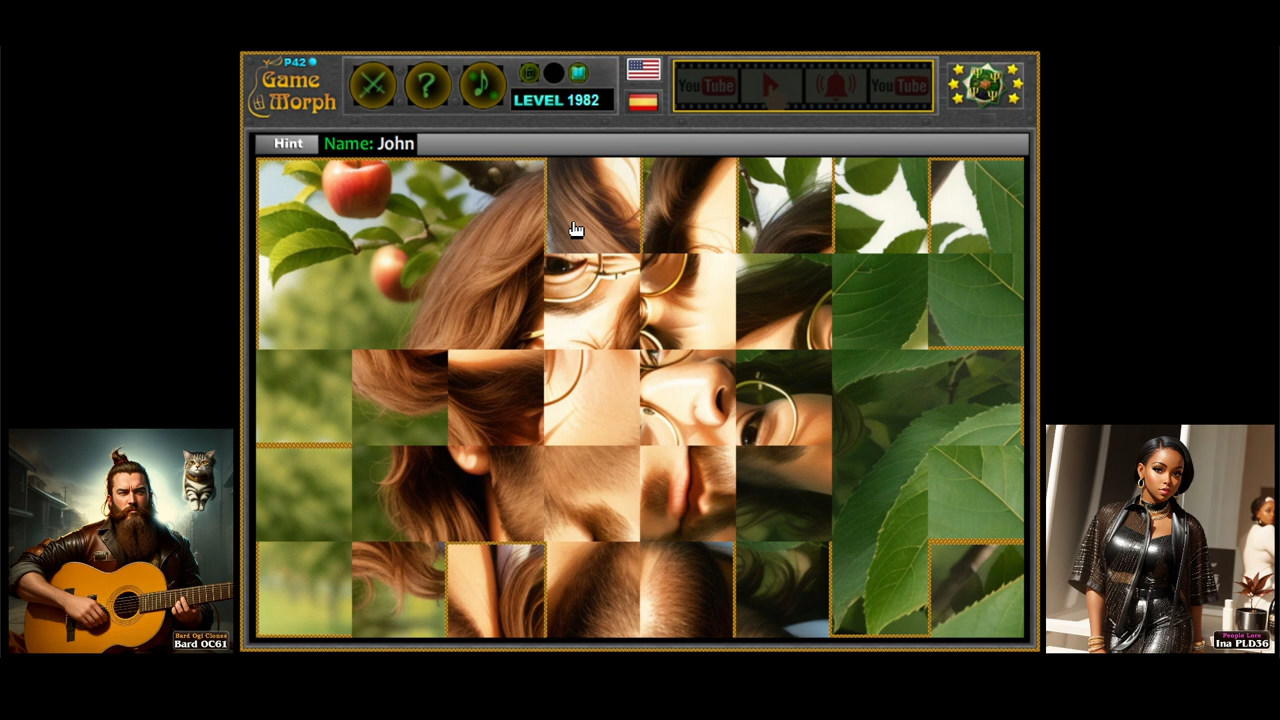 P42
Game
Morph
?
LEVEL 1982
YouTube
YouTube
Hint
Name: John
Bard Ogi Clones
Bard OC61
People Lore
Ina PLD36